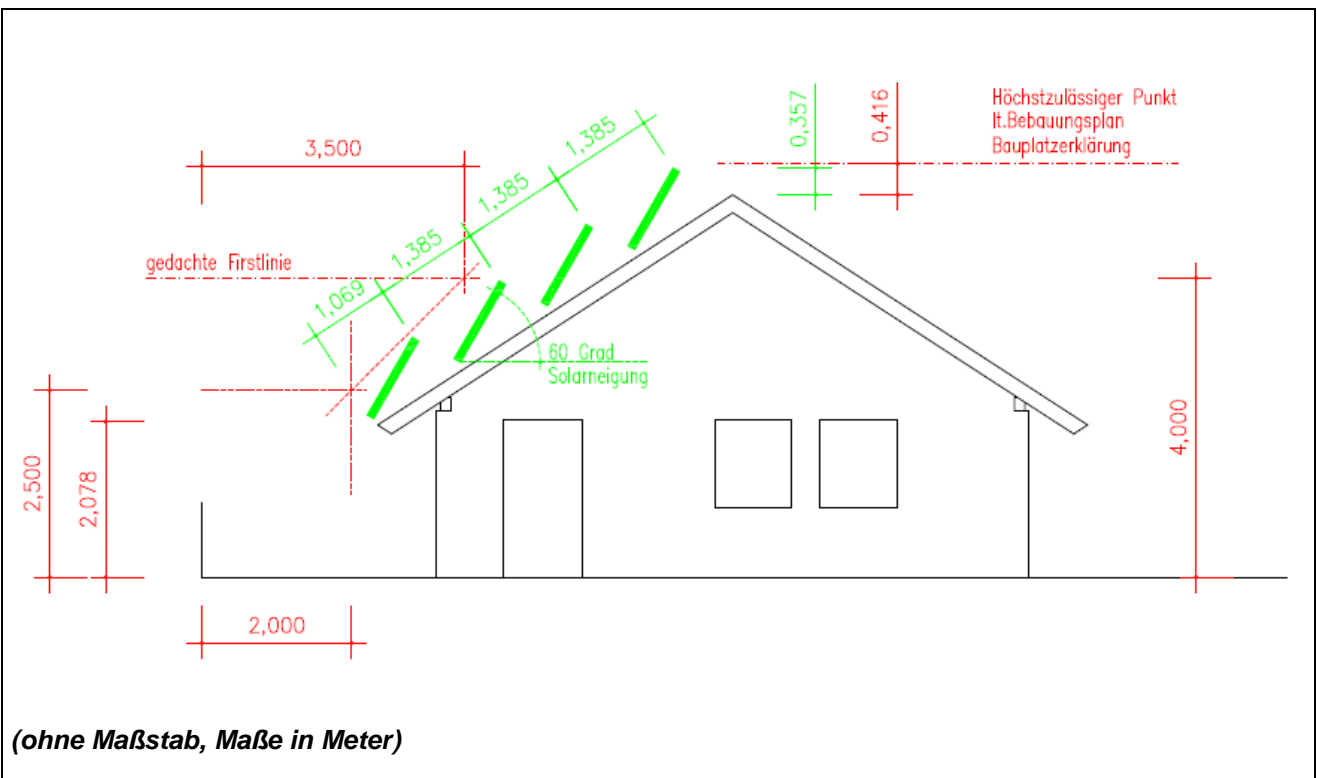 0,357
0,416
Höchstzulässiger Punkt
lt.Bebauungsplan
Bauplatzerklärung
3,500
1,385
1,385
1,385
1,069
gedachte Firstlinie
60 Grad
Solarneigung
2,500
2,078
4,000
2,000
(ohne Maßstab, Maße in Meter)